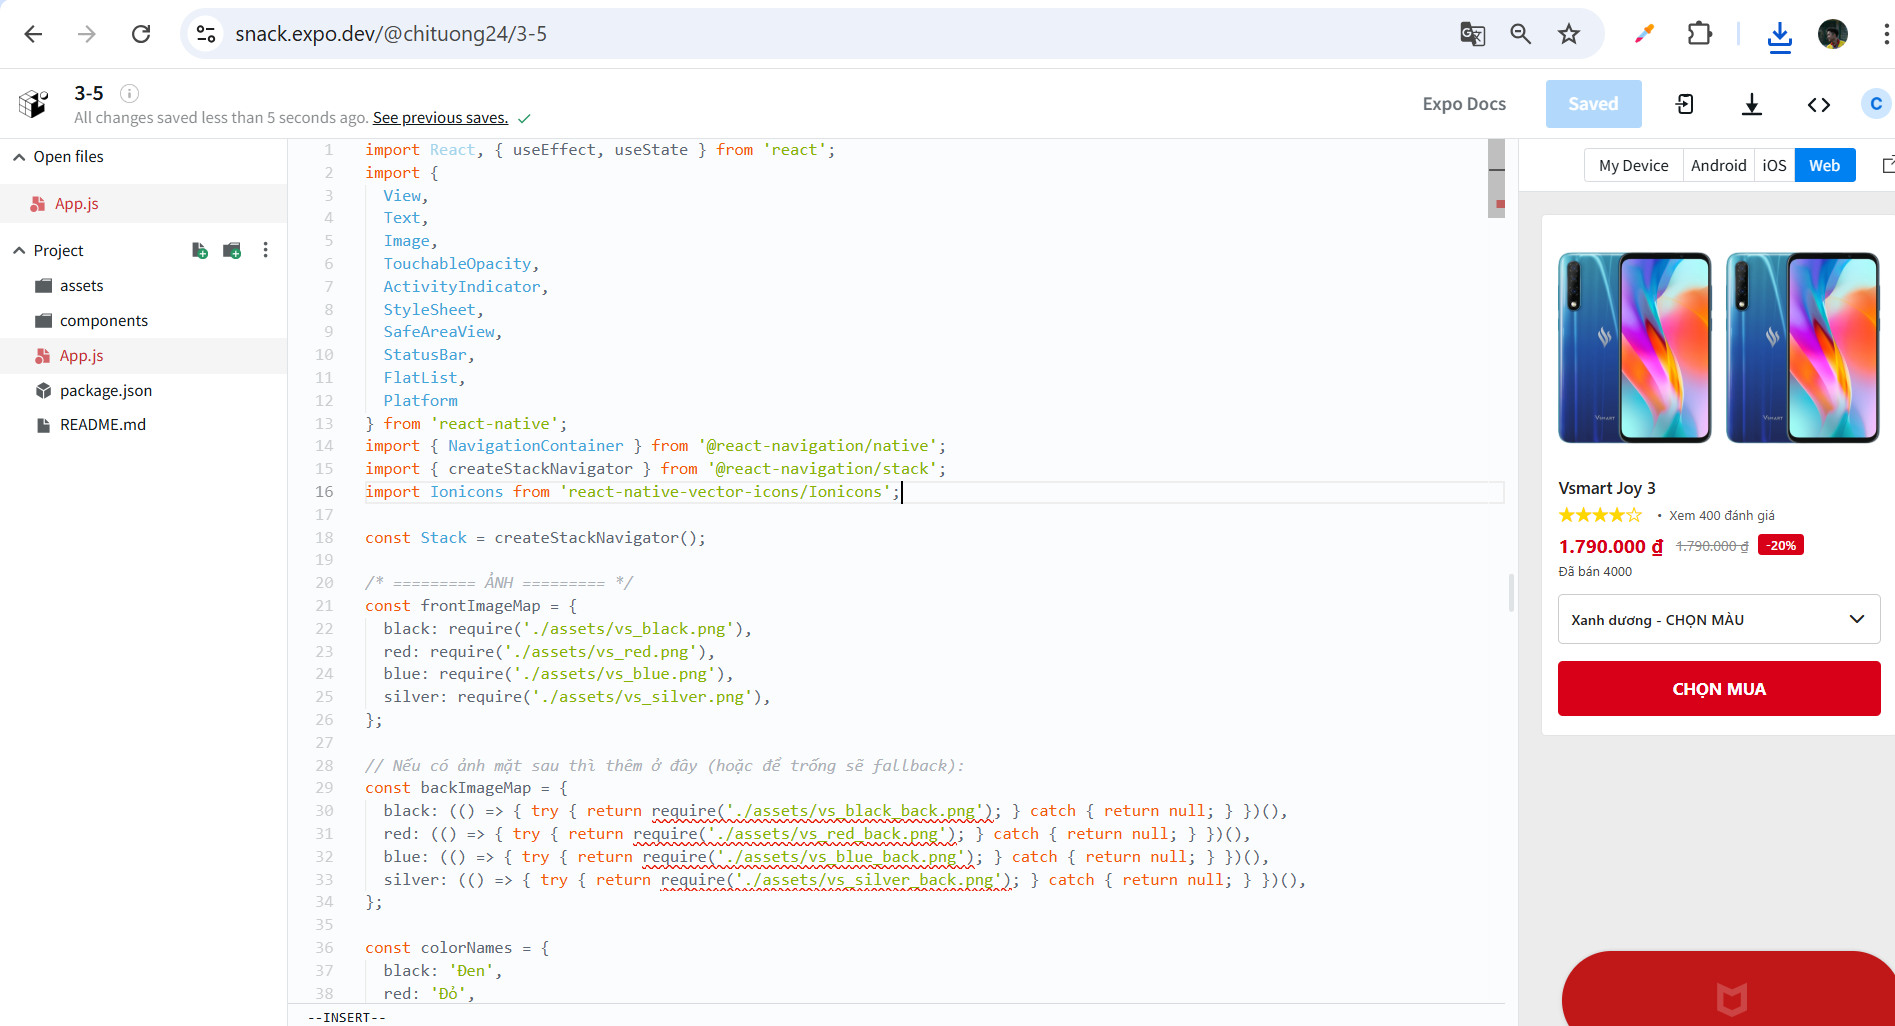 snack.expo.dev/@chituong24/3-5
3-5
All changes saved less than 5 seconds ago. See previous saves.
Expo Docs
Saved
C
Open files
App.js
Project
assets
components
App.js
package.json
README.md
1 import React, { useEffect, useState } from 'react';
2 import {
3 View,
4 Text,
5 Image,
6 TouchableOpacity,
7 ActivityIndicator,
8 StyleSheet,
9 SafeAreaView,
10 StatusBar,
11 FlatList,
12 Platform
13 } from 'react-native';
14 import { NavigationContainer } from '@react-navigation/native';
15 import { createStackNavigator } from '@react-navigation/stack';
16 import Ionicons from 'react-native-vector-icons/Ionicons';
17
18 const Stack = createStackNavigator();
19
20 /* ========= ẢNH ========= */
21 const frontImageMap = {
22 black: require('./assets/vs_black.png'),
23 red: require('./assets/vs_red.png'),
24 blue: require('./assets/vs_blue.png'),
25 silver: require('./assets/vs_silver.png'),
26 };
27
28 // Nếu có ảnh mặt sau thì thêm ở đây (hoặc để trống sẽ fallback):
29 const backImageMap = {
30 black: (() => { try { return require('./assets/vs_black_back.png'); } catch { return null; } })(),
31 red: (() => { try { return require('./assets/vs_red_back.png'); } catch { return null; } })(),
32 blue: (() => { try { return require('./assets/vs_blue_back.png'); } catch { return null; } })(),
33 silver: (() => { try { return require('./assets/vs_silver_back.png'); } catch { return null; } })(),
34 };
35
36 const colorNames = {
37 black: 'Đen',
38 red: 'Đỏ',
--INSERT--
My Device
Android
iOS
Web
VSMART
VSMART
Vsmart Joy 3
• Xem 400 đánh giá
1.790.000 ₫ 1.790.000 ₫ -20%
Đã bán 4000
Xanh dương - CHỌN MÀU
CHỌN MUA